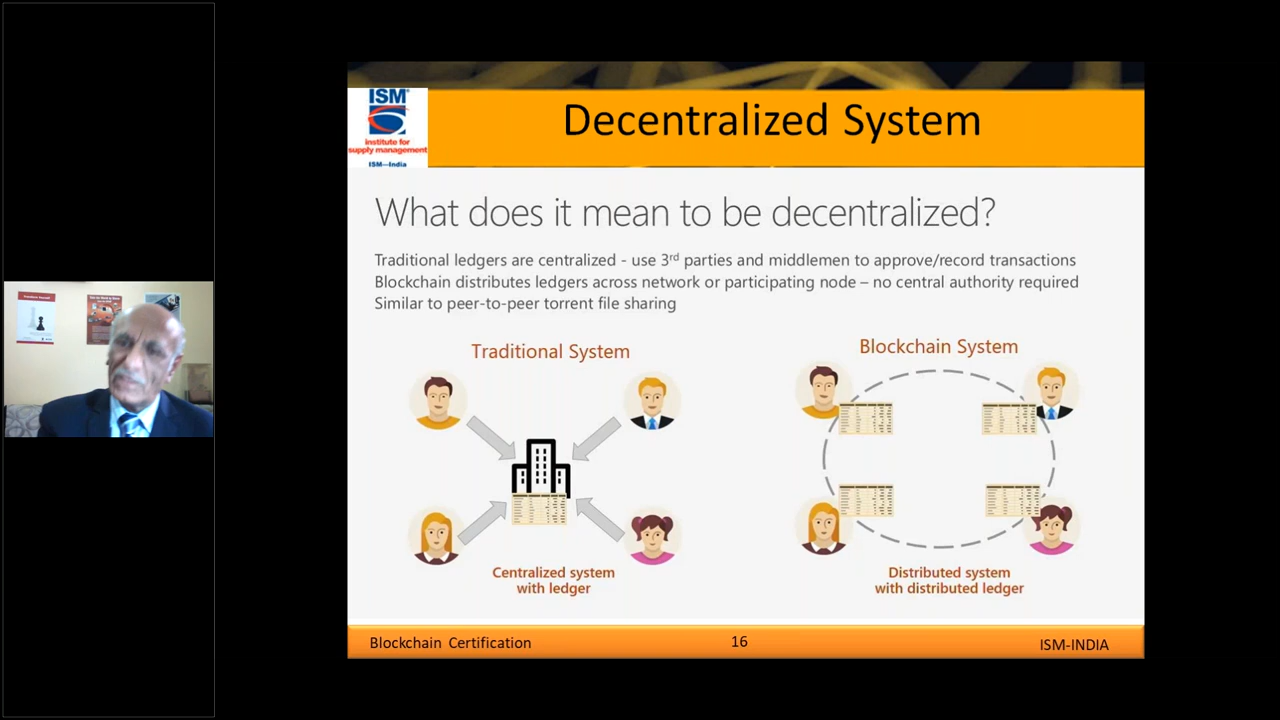 ISM
institute for
supply management
ISM—India
Decentralized System
What does it mean to be decentralized?
Traditional ledgers are centralized - use 3rd parties and middlemen to approve/record transactions
Blockchain distributes ledgers across network or participating node – no central authority required
Similar to peer-to-peer torrent file sharing
Traditional System
Blockchain System
Centralized system
with ledger
Distributed system
with distributed ledger
Blockchain Certification
16
ISM-INDIA